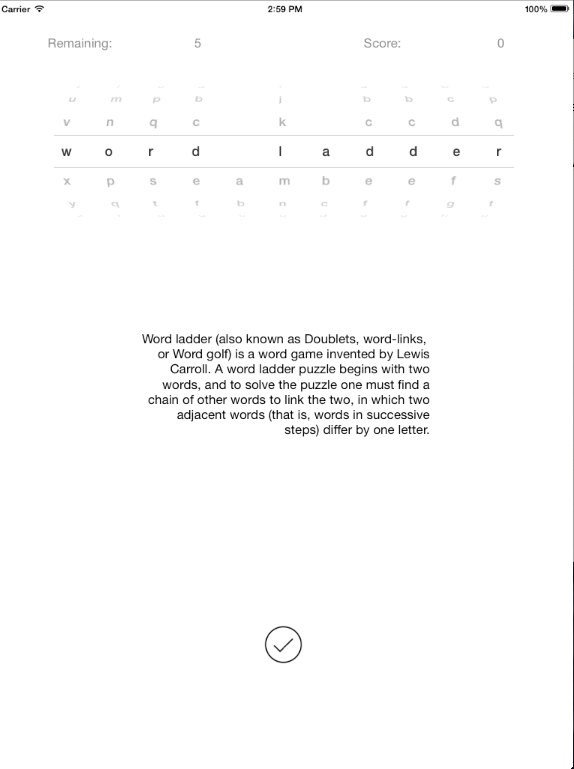 Carrier 2:59 PM 100%
Remaining: 5 Score: 0
u m p b j b b c p
v n q c k c c d q
w o r d l a d d e r
x p s e a m b e e f s
y q t f b n c f f g t
Word ladder (also known as Doublets, word-links,
or Word golf) is a word game invented by Lewis
Carroll. A word ladder puzzle begins with two
words, and to solve the puzzle one must find a
chain of other words to link the two, in which two
adjacent words (that is, words in successive
steps) differ by one letter.